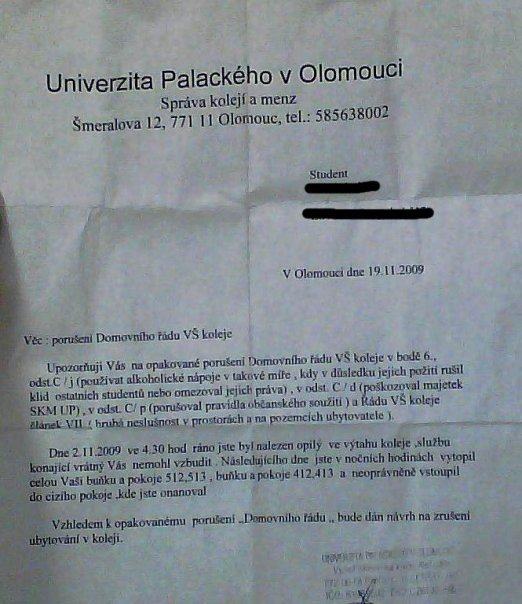 Univerzita Palackého v Olomouci
Správa kolejí a menz
Šmeralova 12, 771 11 Olomouc, tel.: 585638002
Student
V Olomouci dne 19.11.2009
Věc : porušení Domovního řádu VŠ koleje
Upozorňuji Vás na opakované porušení Domovního řádu VŠ koleje v bodě 6.,
odst.C / j (používat alkoholické nápoje v takové míře , kdy v důsledku jejich požití rušil
klid ostatních studentů nebo omezoval jejich práva) , v odst. C / d (poškozoval majetek
SKM UP) , v odst. C/ p (porušoval pravidla občanského soužití ) a Řádu VŠ koleje
článek VII. ( hrubá neslušnost v prostorách a na pozemcích ubytovatele ).
Dne 2.11.2009 ve 4.30 hod ráno jste byl nalezen opilý ve výtahu koleje ,službu
konající vrátný Vás nemohl vzbudit . Následujícího dne jste v nočních hodinách vytopil
celou Vaši buňku a pokoje 512,513 , buňku a pokoje 412,413 a neoprávněně vstoupil
do cizího pokoje ,kde jste onanoval
Vzhledem k opakovanému porušení „Domovního řádu „ bude dán návrh na zrušení
ubytování v koleji.